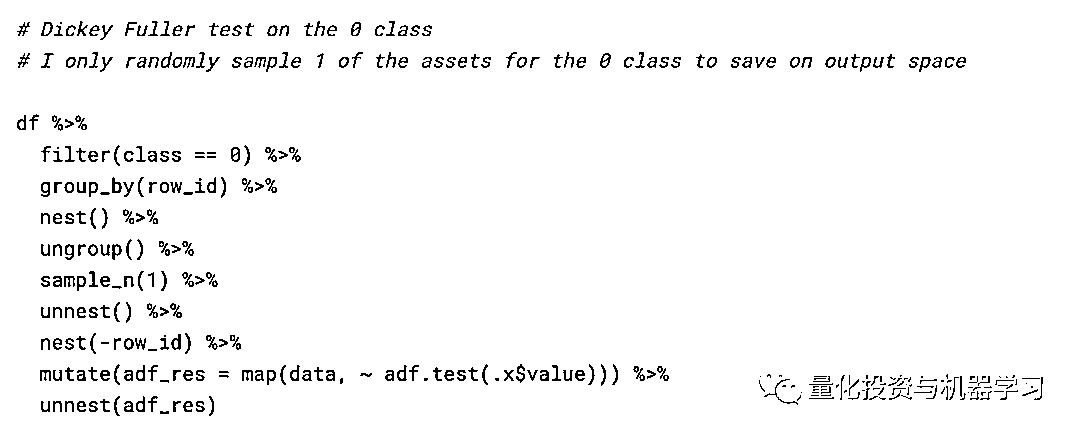 # Dickey Fuller test on the 0 class
# I only randomly sample 1 of the assets for the 0 class to save on output space
df %>%
filter(class == 0) %>%
group_by(row_id) %>%
nest() %>%
ungroup() %>%
sample_n(1) %>%
unnest() %>%
nest(-row_id) %>%
mutate(adf_res = map(data, ~ adf.test(.x$value))) %>%
unnest(adf_res)
量化投资与机器学习